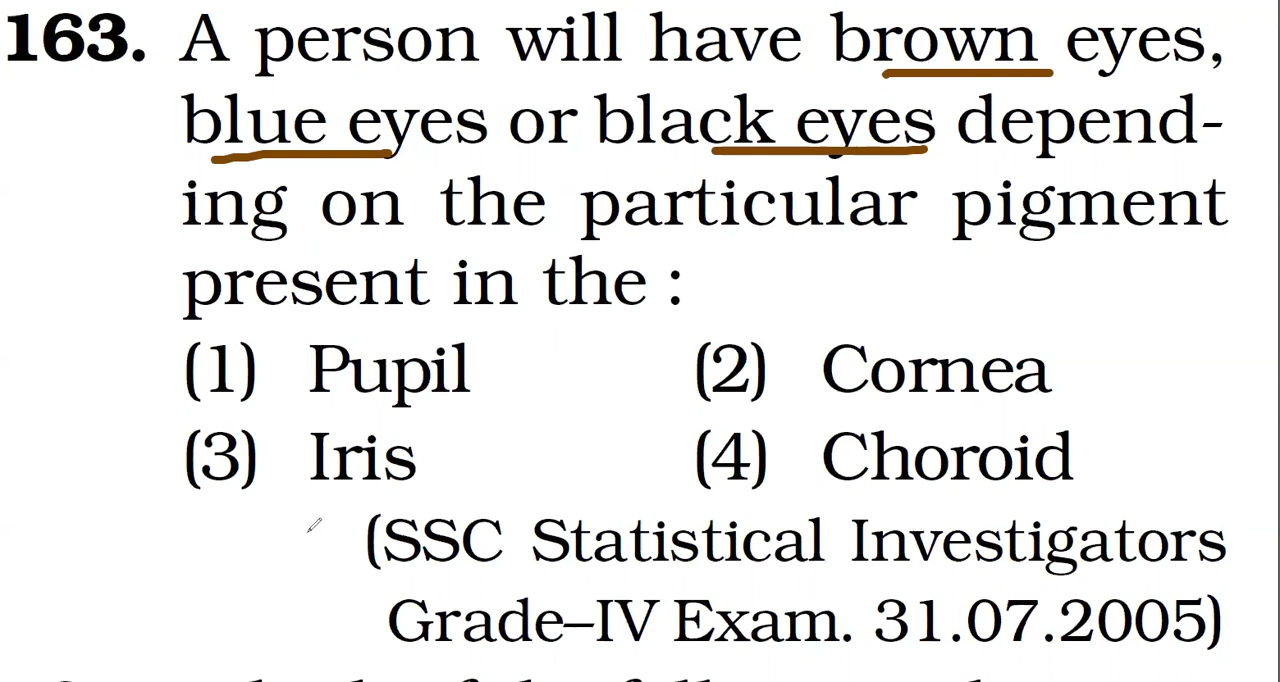 163. A person will have brown eyes,
blue eyes or black eyes depend-
ing on the particular pigment
present in the :
(1) Pupil (2) Cornea
(3) Iris (4) Choroid
(SSC Statistical Investigators
Grade–IV Exam. 31.07.2005)